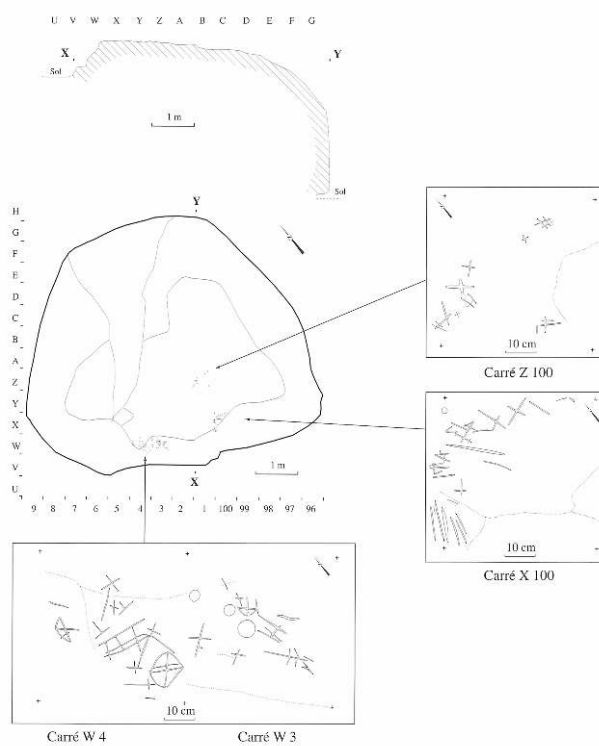 U V W X Y Z A B C D E F G
X
Y
Sol
1 m
Sol
H
G
F
E
D
C
B
A
Z
Y
X
W
V
U
Y
X
1 m
9 8 7 6 5 4 3 2 1 100 99 98 97 96
10 cm
Carré Z 100
10 cm
Carré X 100
10 cm
Carré W 4 Carré W 3